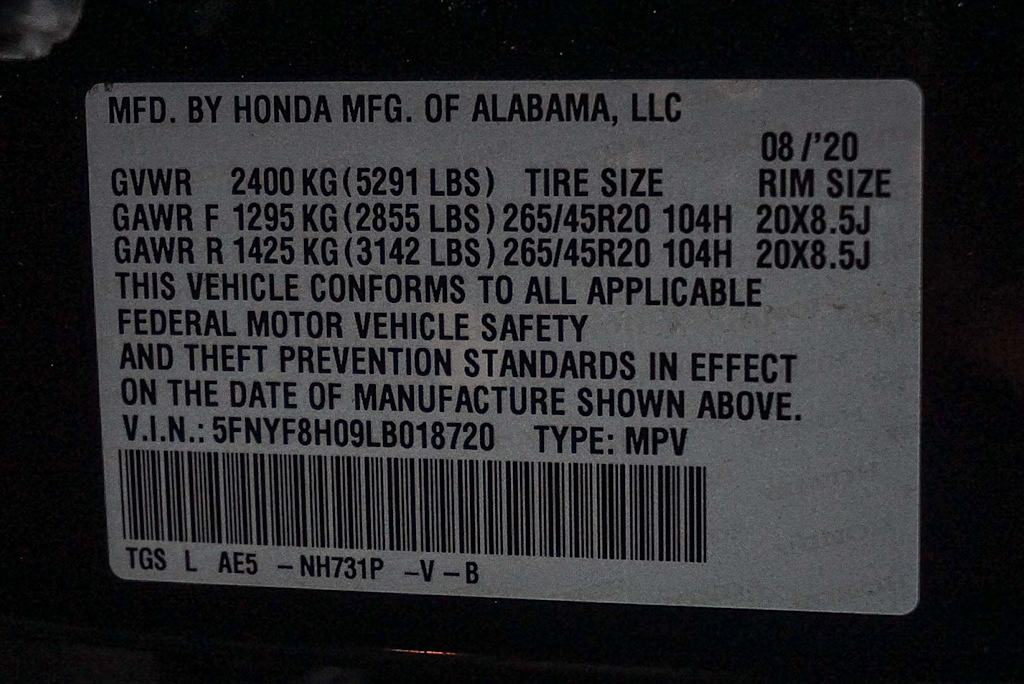 MFD. BY HONDA MFG. OF ALABAMA, LLC
08/'20
GVWR 2400 KG (5291 LBS) TIRE SIZE RIM SIZE
GAWR F 1295 KG (2855 LBS) 265/45R20 104H 20X8.5J
GAWR R 1425 KG (3142 LBS) 265/45R20 104H 20X8.5J
THIS VEHICLE CONFORMS TO ALL APPLICABLE
FEDERAL MOTOR VEHICLE SAFETY
AND THEFT PREVENTION STANDARDS IN EFFECT
ON THE DATE OF MANUFACTURE SHOWN ABOVE.
V.I.N.: 5FNYF8H09LB018720 TYPE: MPV
TGS L AE5 – NH731P –V – B